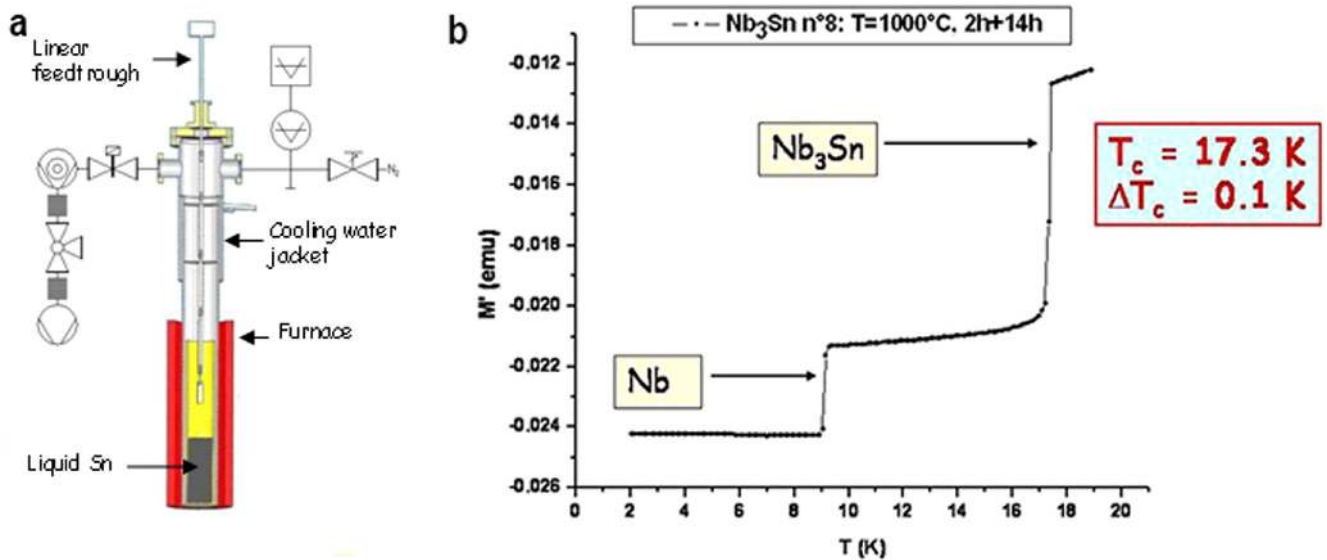 a
Linear
feedtrough
N₂
Cooling water
jacket
Furnace
Liquid Sn
b
Nb₃Sn n°8: T=1000°C, 2h+14h
-0.012
-0.014
-0.016
-0.018
-0.020
-0.022
-0.024
-0.026
M' (emu)
Nb₃Sn
Nb
T_c = 17.3 K
ΔT_c = 0.1 K
0 2 4 6 8 10 12 14 16 18 20
T (K)